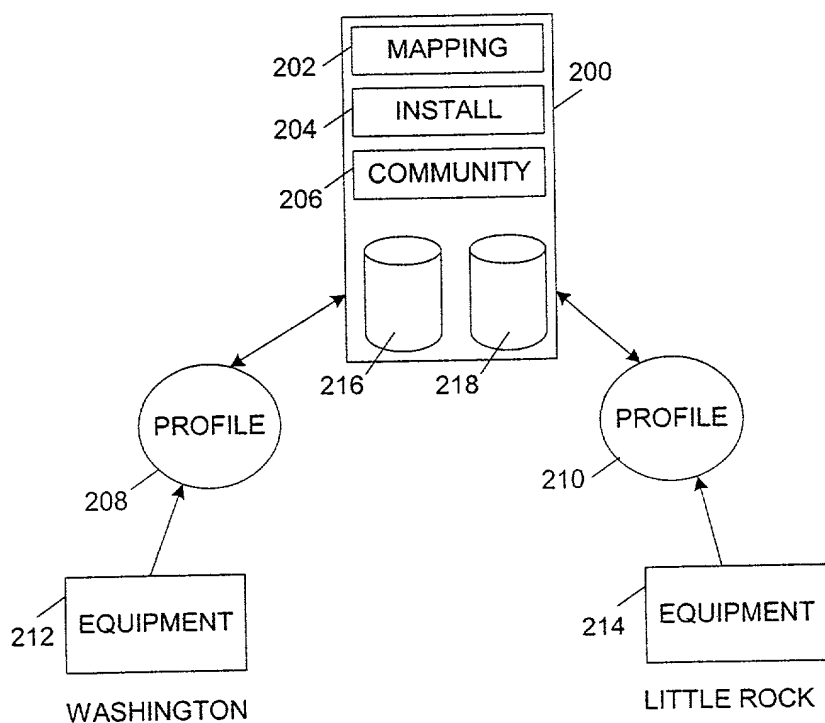 MAPPING
202
200
INSTALL
204
COMMUNITY
206
216
218
PROFILE
PROFILE
208
210
EQUIPMENT
EQUIPMENT
212
214
WASHINGTON
LITTLE ROCK